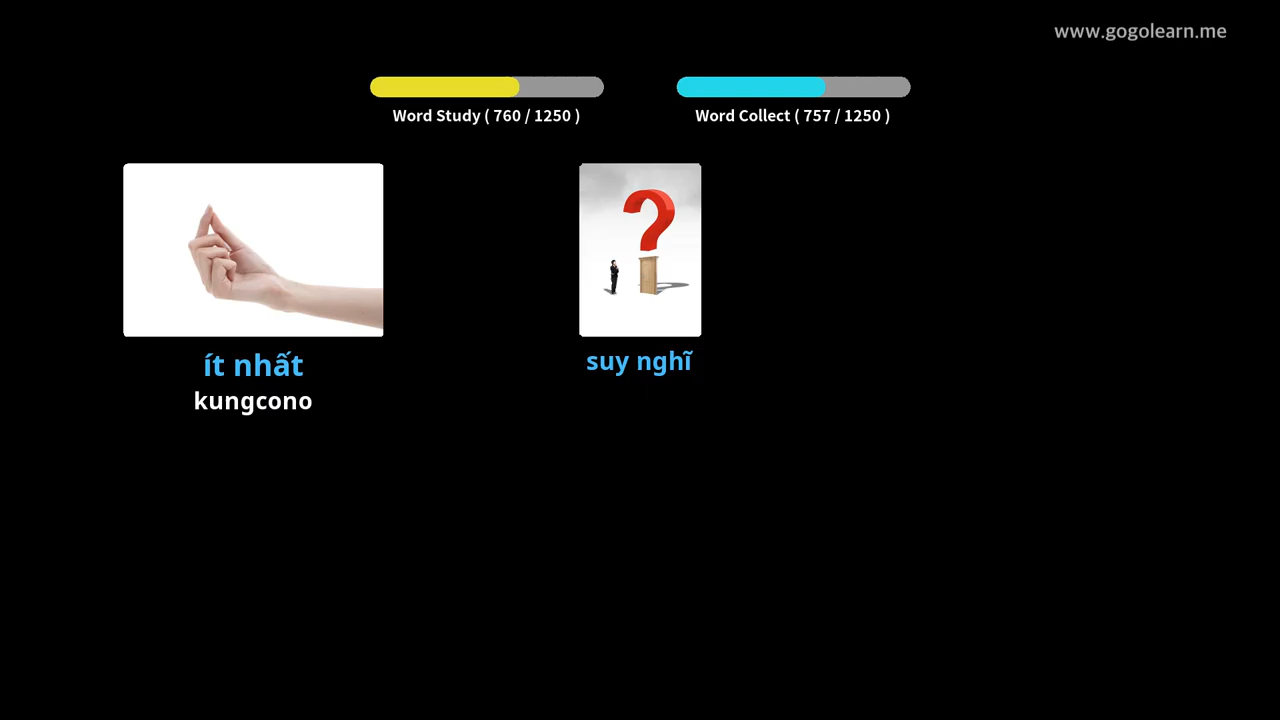 www.gogolearn.me
Word Study ( 760 / 1250 )
Word Collect ( 757 / 1250 )
ít nhất
kungcono
suy nghĩ